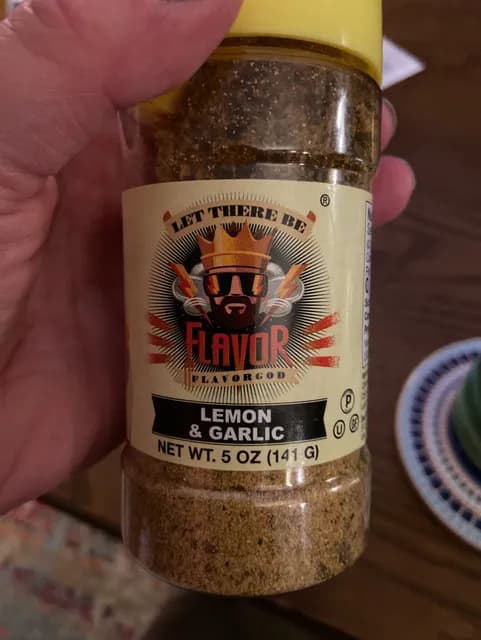 LET THERE BE
®
FLAVOR
FLAVORGOD
LEMON
& GARLIC
NET WT. 5 OZ (141 G)
P
U